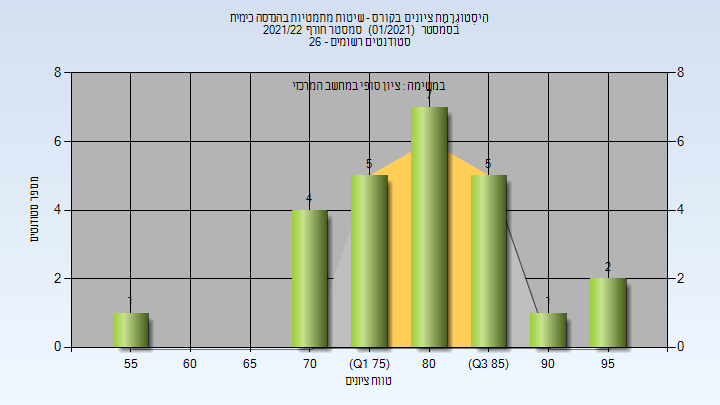 היסטוגרמת ציונים בקורס - שיטות מתמטיות בהנדסה כימית
בסמסטר (01/2021) סמסטר חורף 2021/22
סטודנטים רשומים - 26
במשימה : ציון סופי במחשב המרכזי
8 8
7
6 6
5 5
4
4 4
מספר סטודנטים
2
2 2
1 1
0 0
55 60 65 70 (Q1 75) 80 (Q3 85) 90 95
טווח ציונים